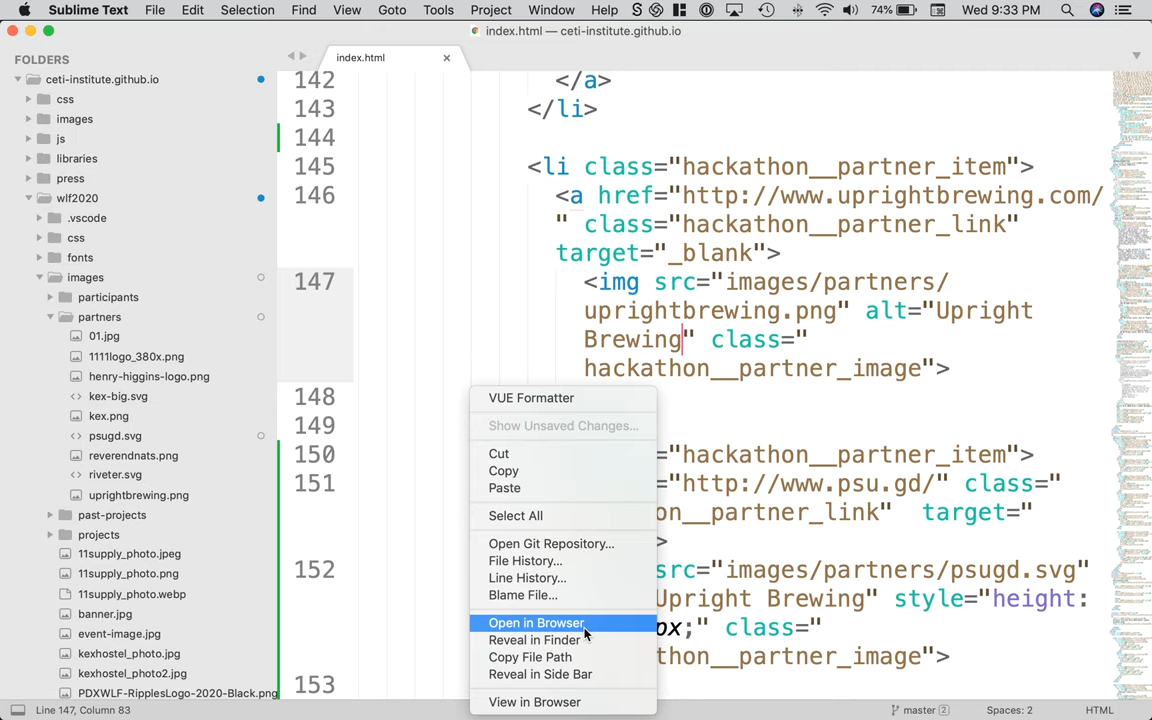 Sublime Text File Edit Selection Find View Goto Tools Project Window Help 74% Wed 9:33 PM
index.html — ceti-institute.github.io
index.html
FOLDERS
ceti-institute.github.io
css
images
js
libraries
press
wlf2020
.vscode
css
fonts
images
participants
partners
01.jpg
1111logo_380x.png
henry-higgins-logo.png
kex-big.svg
kex.png
psugd.svg
reverendnats.png
riveter.svg
uprightbrewing.png
past-projects
projects
11supply_photo.jpeg
11supply_photo.png
11supply_photo.webp
banner.jpg
event-image.jpg
kexhostel_photo.jpg
kexhostel_photo2.jpg
PDXWLF-RipplesLogo-2020-Black.png
142 </a>
143 </li>
144
145 <li class="hackathon__partner_item">
146 <a href="http://www.uprightbrewing.com/
" class="hackathon__partner_link"
target="_blank">
147 <img src="images/partners/
uprightbrewing.png" alt="Upright
Brewing" class="
hackathon__partner_image">
148
149
150 ="hackathon__partner_item">
151 ="http://www.psu.gd/" class="
on__partner_link" target="
>
152 src="images/partners/psugd.svg"
Upright Brewing" style="height:
px;" class="
thon__partner_image">
153
VUE Formatter
Show Unsaved Changes...
Cut
Copy
Paste
Select All
Open Git Repository...
File History...
Line History...
Blame File...
Open in Browser
Reveal in Finder
Copy File Path
Reveal in Side Bar
View in Browser
Line 147, Column 83 master 2 Spaces: 2 HTML